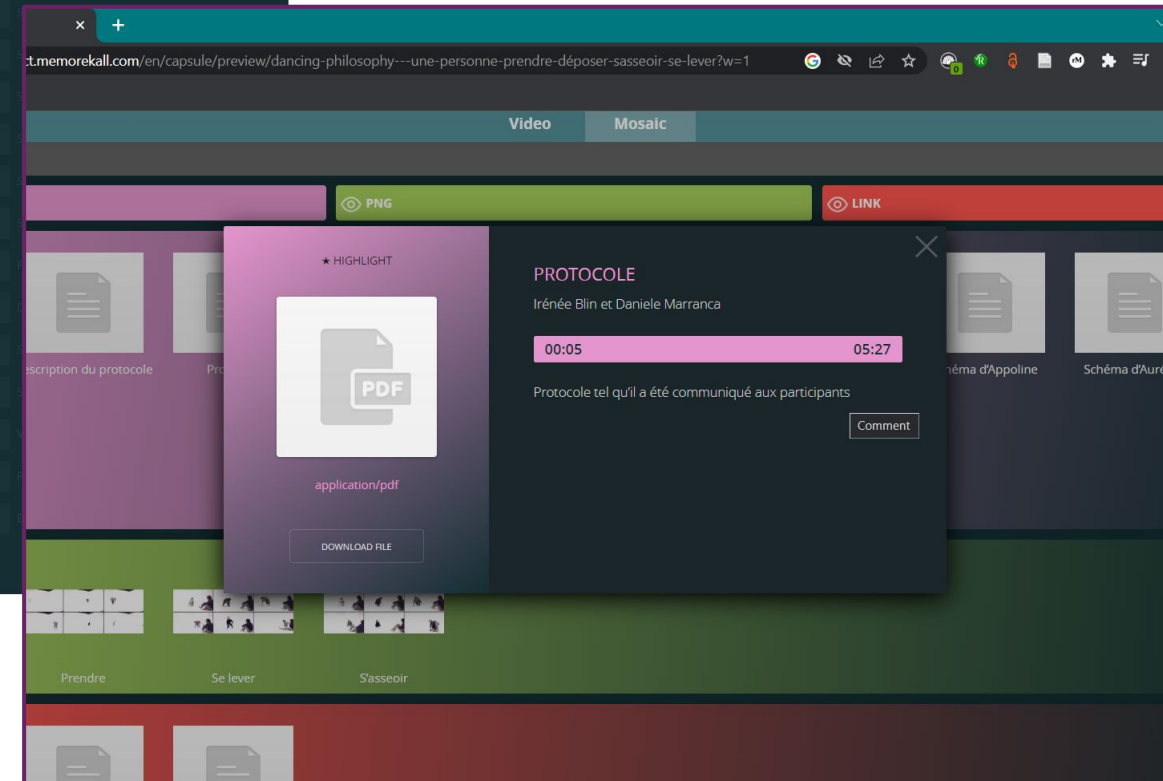 ct.memorekall.com/en/capsule/preview/dancing-philosophy---une-personne-prendre-déposer-sasseoir-se-lever?w=1
Video Mosaic
PNG
LINK
★ HIGHLIGHT
PDF
application/pdf
DOWNLOAD FILE
PROTOCOLE
Irénée Blin et Daniele Marranca
00:05 05:27
Protocole tel qu'il a été communiqué aux participants
Comment
escription du protocole
Pro
héma d'Appoline
Schéma d'Auré
Prendre
Se lever
S'asseoir